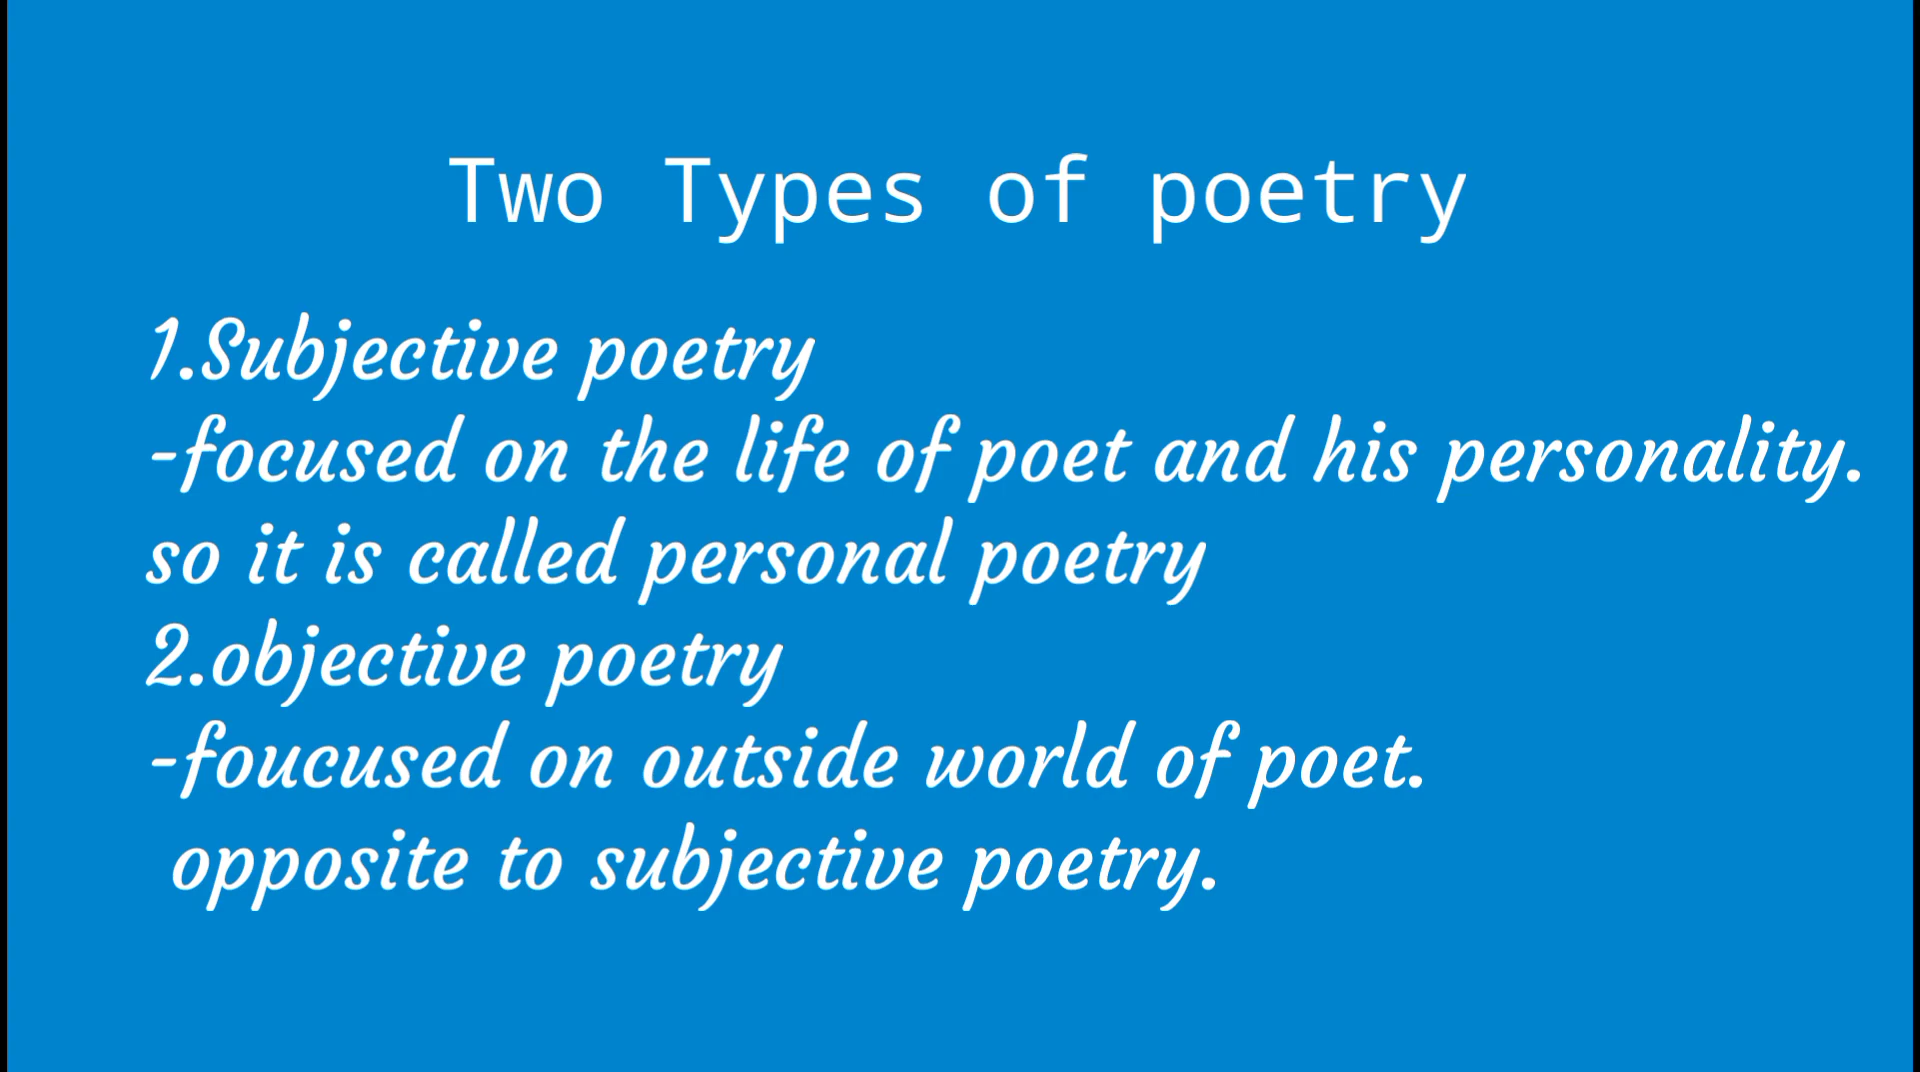 Two Types of poetry
1.Subjective poetry
-focused on the life of poet and his personality.
so it is called personal poetry
2.objective poetry
-foucused on outside world of poet.
opposite to subjective poetry.